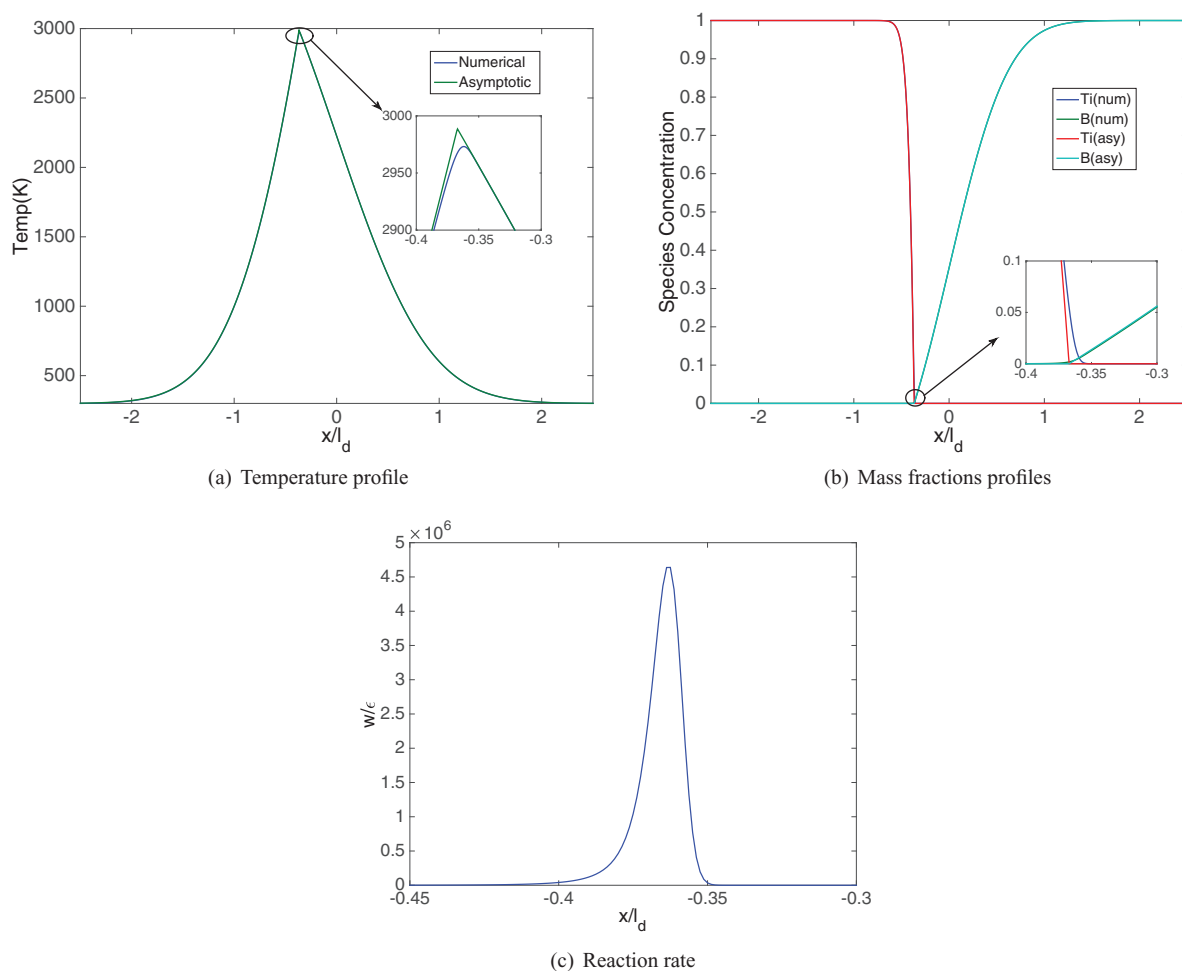 3000
2500
2000
1500
1000
500
Temp(K)
-2 -1 0 1 2
x/l_d
Numerical
Asymptotic
3000
2950
2900
-0.4 -0.35 -0.3
(a) Temperature profile
1
0.9
0.8
0.7
0.6
0.5
0.4
0.3
0.2
0.1
0
Species Concentration
-2 -1 0 1 2
x/l_d
Ti(num)
B(num)
Ti(asy)
B(asy)
0.1
0.05
0
-0.4 -0.35 -0.3
(b) Mass fractions profiles
× 10^6
5
4.5
4
3.5
3
2.5
2
1.5
1
0.5
0
w/ϵ
-0.45 -0.4 -0.35 -0.3
x/l_d
(c) Reaction rate